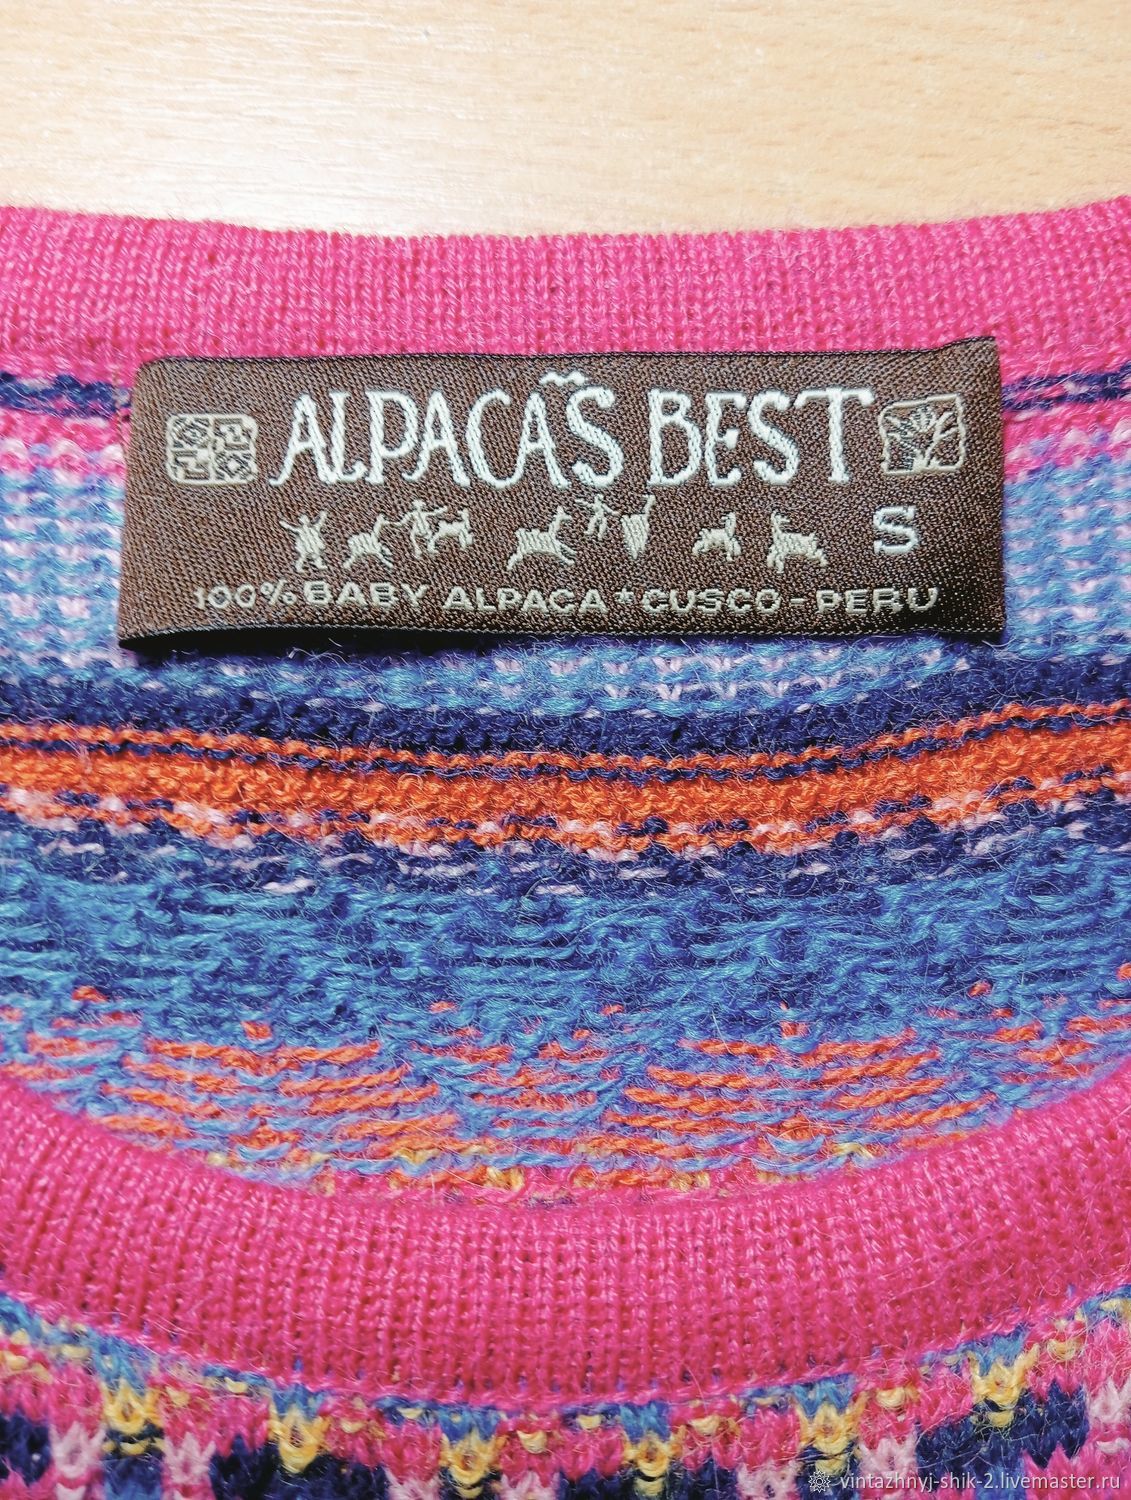 ALPACA'S BEST
S
100% BABY ALPACA * CUSCO - PERU
vintazhnyj-shik-2.livemaster.ru